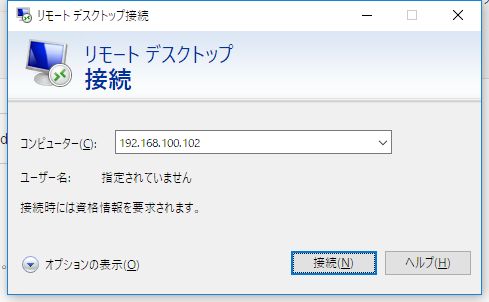 リモート デスクトップ接続
リモート デスクトップ
接続
コンピューター(C): 192.168.100.102
ユーザー名: 指定されていません
接続時には資格情報を要求されます。
オプションの表示(O) 接続(N) ヘルプ(H)